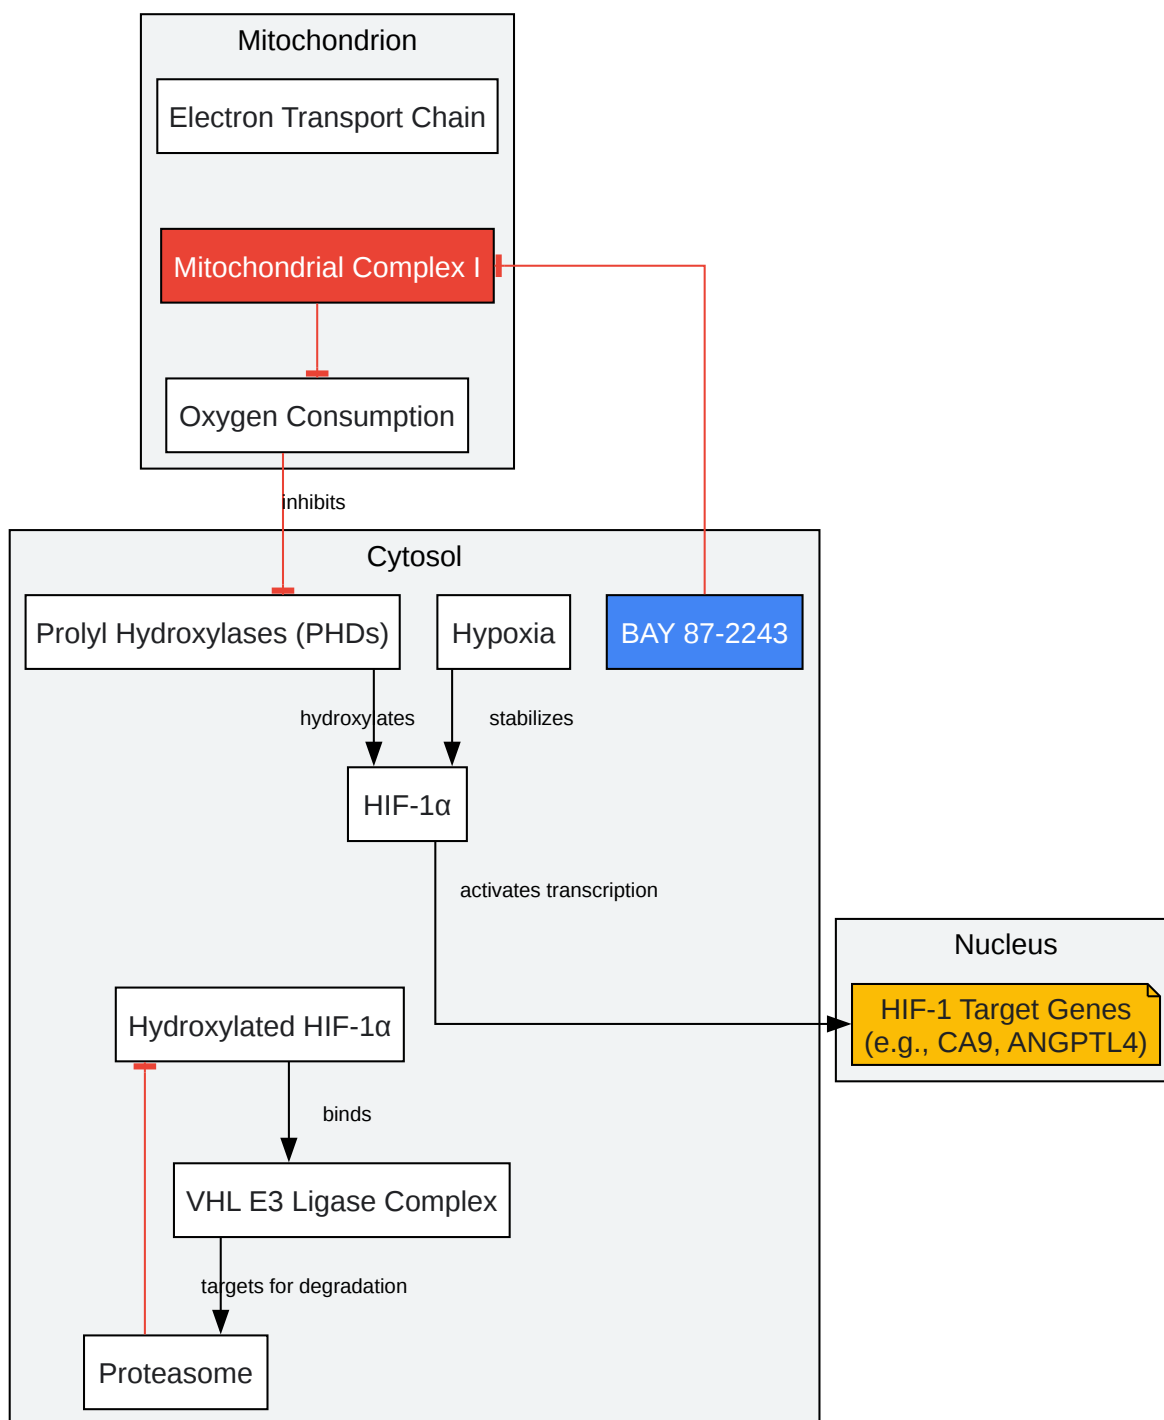 Mitochondrion
Electron Transport Chain
Mitochondrial Complex I
Oxygen Consumption
inhibits
Cytosol
Prolyl Hydroxylases (PHDs)
Hypoxia
BAY 87-2243
hydroxylates
stabilizes
HIF-1α
activates transcription
Nucleus
HIF-1 Target Genes
(e.g., CA9, ANGPTL4)
Hydroxylated HIF-1α
binds
VHL E3 Ligase Complex
targets for degradation
Proteasome